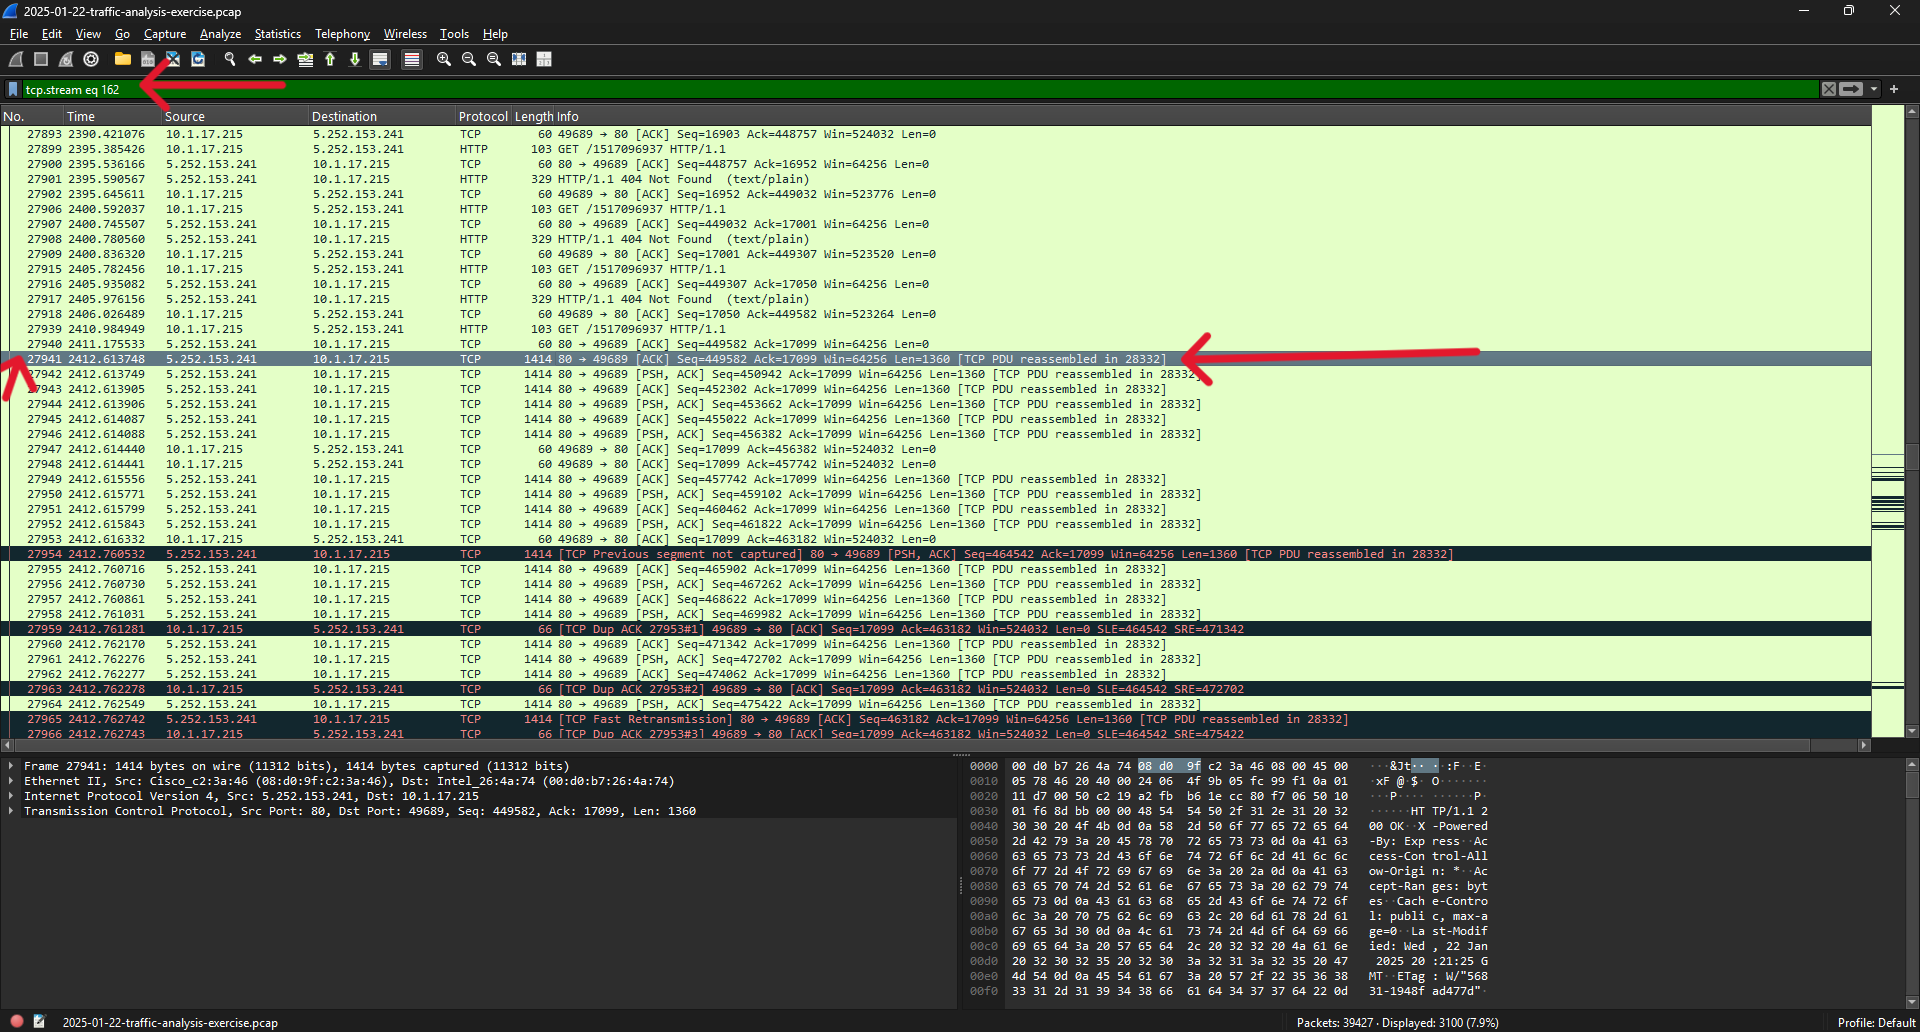 2025-01-22-traffic-analysis-exercise.pcap
File Edit View Go Capture Analyze Statistics Telephony Wireless Tools Help
tcp.stream eq 162
No. Time Source Destination Protocol Length Info
27893 2390.421076 10.1.17.215 5.252.153.241 TCP 60 49689 → 80 [ACK] Seq=16903 Ack=448757 Win=524032 Len=0
27899 2395.385426 10.1.17.215 5.252.153.241 HTTP 103 GET /1517096937 HTTP/1.1
27900 2395.536166 5.252.153.241 10.1.17.215 TCP 60 80 → 49689 [ACK] Seq=448757 Ack=16952 Win=64256 Len=0
27901 2395.590567 5.252.153.241 10.1.17.215 HTTP 329 HTTP/1.1 404 Not Found (text/plain)
27902 2395.645611 10.1.17.215 5.252.153.241 TCP 60 49689 → 80 [ACK] Seq=16952 Ack=449032 Win=523776 Len=0
27906 2400.592037 10.1.17.215 5.252.153.241 HTTP 103 GET /1517096937 HTTP/1.1
27907 2400.745507 5.252.153.241 10.1.17.215 TCP 60 80 → 49689 [ACK] Seq=449032 Ack=17001 Win=64256 Len=0
27908 2400.780560 5.252.153.241 10.1.17.215 HTTP 329 HTTP/1.1 404 Not Found (text/plain)
27909 2400.836320 10.1.17.215 5.252.153.241 TCP 60 49689 → 80 [ACK] Seq=17001 Ack=449307 Win=523520 Len=0
27915 2405.782456 10.1.17.215 5.252.153.241 HTTP 103 GET /1517096937 HTTP/1.1
27916 2405.935082 5.252.153.241 10.1.17.215 TCP 60 80 → 49689 [ACK] Seq=449307 Ack=17050 Win=64256 Len=0
27917 2405.976156 5.252.153.241 10.1.17.215 HTTP 329 HTTP/1.1 404 Not Found (text/plain)
27918 2406.026489 10.1.17.215 5.252.153.241 TCP 60 49689 → 80 [ACK] Seq=17050 Ack=449582 Win=523264 Len=0
27939 2410.984949 10.1.17.215 5.252.153.241 HTTP 103 GET /1517096937 HTTP/1.1
27940 2411.175533 5.252.153.241 10.1.17.215 TCP 60 80 → 49689 [ACK] Seq=449582 Ack=17099 Win=64256 Len=0
27941 2412.613748 5.252.153.241 10.1.17.215 TCP 1414 80 → 49689 [ACK] Seq=449582 Ack=17099 Win=64256 Len=1360 [TCP PDU reassembled in 28332]
27942 2412.613749 5.252.153.241 10.1.17.215 TCP 1414 80 → 49689 [PSH, ACK] Seq=450942 Ack=17099 Win=64256 Len=1360 [TCP PDU reassembled in 28332]
27943 2412.613905 5.252.153.241 10.1.17.215 TCP 1414 80 → 49689 [ACK] Seq=452302 Ack=17099 Win=64256 Len=1360 [TCP PDU reassembled in 28332]
27944 2412.613906 5.252.153.241 10.1.17.215 TCP 1414 80 → 49689 [PSH, ACK] Seq=453662 Ack=17099 Win=64256 Len=1360 [TCP PDU reassembled in 28332]
27945 2412.614087 5.252.153.241 10.1.17.215 TCP 1414 80 → 49689 [ACK] Seq=455022 Ack=17099 Win=64256 Len=1360 [TCP PDU reassembled in 28332]
27946 2412.614088 5.252.153.241 10.1.17.215 TCP 1414 80 → 49689 [PSH, ACK] Seq=456382 Ack=17099 Win=64256 Len=1360 [TCP PDU reassembled in 28332]
27947 2412.614440 10.1.17.215 5.252.153.241 TCP 60 49689 → 80 [ACK] Seq=17099 Ack=456382 Win=524032 Len=0
27948 2412.614441 10.1.17.215 5.252.153.241 TCP 60 49689 → 80 [ACK] Seq=17099 Ack=457742 Win=524032 Len=0
27949 2412.615556 5.252.153.241 10.1.17.215 TCP 1414 80 → 49689 [ACK] Seq=457742 Ack=17099 Win=64256 Len=1360 [TCP PDU reassembled in 28332]
27950 2412.615771 5.252.153.241 10.1.17.215 TCP 1414 80 → 49689 [PSH, ACK] Seq=459102 Ack=17099 Win=64256 Len=1360 [TCP PDU reassembled in 28332]
27951 2412.615799 5.252.153.241 10.1.17.215 TCP 1414 80 → 49689 [ACK] Seq=460462 Ack=17099 Win=64256 Len=1360 [TCP PDU reassembled in 28332]
27952 2412.615843 5.252.153.241 10.1.17.215 TCP 1414 80 → 49689 [PSH, ACK] Seq=461822 Ack=17099 Win=64256 Len=1360 [TCP PDU reassembled in 28332]
27953 2412.616332 10.1.17.215 5.252.153.241 TCP 60 49689 → 80 [ACK] Seq=17099 Ack=463182 Win=524032 Len=0
27954 2412.760532 5.252.153.241 10.1.17.215 TCP 1414 [TCP Previous segment not captured] 80 → 49689 [PSH, ACK] Seq=464542 Ack=17099 Win=64256 Len=1360 [TCP PDU reassembled in 28332]
27955 2412.760716 5.252.153.241 10.1.17.215 TCP 1414 80 → 49689 [ACK] Seq=465902 Ack=17099 Win=64256 Len=1360 [TCP PDU reassembled in 28332]
27956 2412.760730 5.252.153.241 10.1.17.215 TCP 1414 80 → 49689 [PSH, ACK] Seq=467262 Ack=17099 Win=64256 Len=1360 [TCP PDU reassembled in 28332]
27957 2412.760861 5.252.153.241 10.1.17.215 TCP 1414 80 → 49689 [ACK] Seq=468622 Ack=17099 Win=64256 Len=1360 [TCP PDU reassembled in 28332]
27958 2412.761031 5.252.153.241 10.1.17.215 TCP 1414 80 → 49689 [PSH, ACK] Seq=469982 Ack=17099 Win=64256 Len=1360 [TCP PDU reassembled in 28332]
27959 2412.761281 10.1.17.215 5.252.153.241 TCP 66 [TCP Dup ACK 27953#1] 49689 → 80 [ACK] Seq=17099 Ack=463182 Win=524032 Len=0 SLE=464542 SRE=471342
27960 2412.762170 5.252.153.241 10.1.17.215 TCP 1414 80 → 49689 [ACK] Seq=471342 Ack=17099 Win=64256 Len=1360 [TCP PDU reassembled in 28332]
27961 2412.762276 5.252.153.241 10.1.17.215 TCP 1414 80 → 49689 [PSH, ACK] Seq=472702 Ack=17099 Win=64256 Len=1360 [TCP PDU reassembled in 28332]
27962 2412.762277 5.252.153.241 10.1.17.215 TCP 1414 80 → 49689 [ACK] Seq=474062 Ack=17099 Win=64256 Len=1360 [TCP PDU reassembled in 28332]
27963 2412.762278 10.1.17.215 5.252.153.241 TCP 66 [TCP Dup ACK 27953#2] 49689 → 80 [ACK] Seq=17099 Ack=463182 Win=524032 Len=0 SLE=464542 SRE=472702
27964 2412.762549 5.252.153.241 10.1.17.215 TCP 1414 80 → 49689 [PSH, ACK] Seq=475422 Ack=17099 Win=64256 Len=1360 [TCP PDU reassembled in 28332]
27965 2412.762742 5.252.153.241 10.1.17.215 TCP 1414 [TCP Fast Retransmission] 80 → 49689 [ACK] Seq=463182 Ack=17099 Win=64256 Len=1360 [TCP PDU reassembled in 28332]
27966 2412.762743 10.1.17.215 5.252.153.241 TCP 66 [TCP Dup ACK 27953#3] 49689 → 80 [ACK] Seq=17099 Ack=463182 Win=524032 Len=0 SLE=464542 SRE=475422
Frame 27941: 1414 bytes on wire (11312 bits), 1414 bytes captured (11312 bits)
Ethernet II, Src: Cisco_c2:3a:46 (08:d0:9f:c2:3a:46), Dst: Intel_26:4a:74 (00:d0:b7:26:4a:74)
Internet Protocol Version 4, Src: 5.252.153.241, Dst: 10.1.17.215
Transmission Control Protocol, Src Port: 80, Dst Port: 49689, Seq: 449582, Ack: 17099, Len: 1360
0000 00 d0 b7 26 4a 74 08 d0 9f c2 3a 46 08 00 45 00 ···&Jt·· ··:F··E·
0010 05 78 46 20 40 00 24 06 4f 9b 05 fc 99 f1 0a 01 ·xF @·$· O·······
0020 11 d7 00 50 c2 19 a2 fb b6 1e cc 80 f7 06 50 10 ···P···· ······P·
0030 01 f6 8d bb 00 00 48 54 54 50 2f 31 2e 31 20 32 ······HT TP/1.1 2
0040 30 30 20 4f 4b 0d 0a 58 2d 50 6f 77 65 72 65 64 00 OK··X -Powered
0050 2d 42 79 3a 20 45 78 70 72 65 73 73 0d 0a 41 63 -By: Exp ress··Ac
0060 63 65 73 73 2d 43 6f 6e 74 72 6f 6c 2d 41 6c 6c cess-Con trol-All
0070 6f 77 2d 4f 72 69 67 69 6e 3a 20 2a 0d 0a 41 63 ow-Origi n: *··Ac
0080 63 65 70 74 2d 52 61 6e 67 65 73 3a 20 62 79 74 cept-Ran ges: byt
0090 65 73 0d 0a 43 61 63 68 65 2d 43 6f 6e 74 72 6f es··Cach e-Contro
00a0 6c 3a 20 70 75 62 6c 69 63 2c 20 6d 61 78 2d 61 l: publi c, max-a
00b0 67 65 3d 30 0d 0a 4c 61 73 74 2d 4d 6f 64 69 66 ge=0··La st-Modif
00c0 69 65 64 3a 20 57 65 64 2c 20 32 32 20 4a 61 6e ied: Wed , 22 Jan
00d0 20 32 30 32 35 20 32 30 3a 32 31 3a 32 35 20 47 2025 20 :21:25 G
00e0 4d 54 0d 0a 45 54 61 67 3a 20 57 2f 22 35 36 38 MT··ETag : W/"568
00f0 33 31 2d 31 39 34 38 66 61 64 34 37 37 64 22 0d 31-1948f ad477d"·
2025-01-22-traffic-analysis-exercise.pcap
Packets: 39427 · Displayed: 3100 (7.9%)
Profile: Default